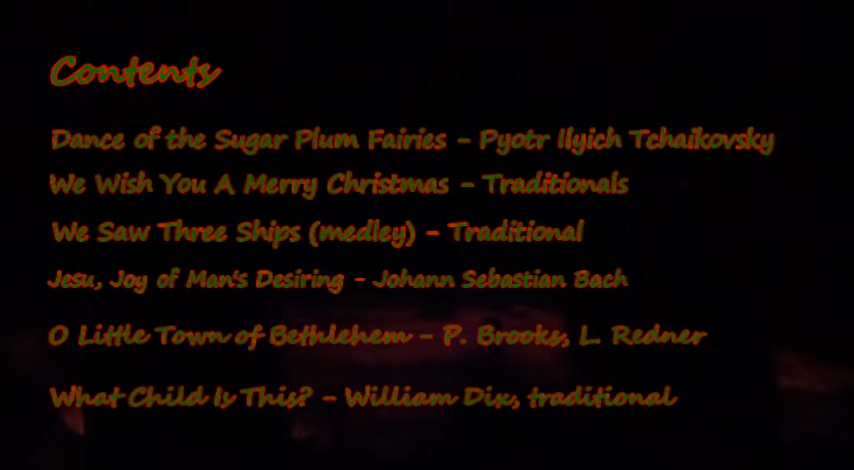 Contents
Dance of the Sugar Plum Fairies - Pyotr Ilyich Tchaikovsky
We Wish You A Merry Christmas - Traditionals
We Saw Three Ships (medley) - Traditional
Jesu, Joy of Man's Desiring - Johann Sebastian Bach
O Little Town of Bethlehem - P. Brooks, L. Redner
What Child Is This? - William Dix, traditional